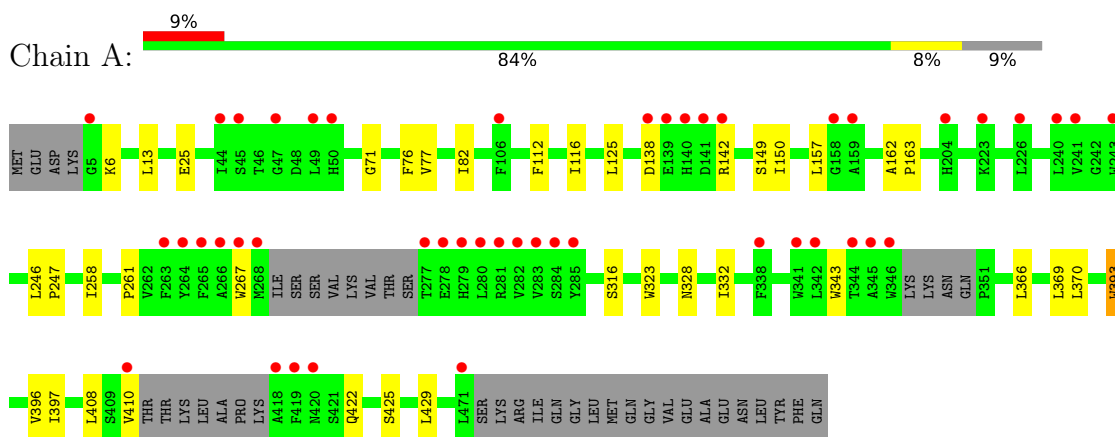 9%
Chain A:
84% 8% 9%
MET GLU ASP LYS G5 K6 L13 E25 I44 S45 T46 G47 D48 L49 H50 G71 F76 V77 I82 F106 F112 I116 L125 D138 E139 H140 D141 R142 S149 I150 L157 G158 A159 A162 P163 H204 K223 L226 L240 V241 G242 W243
L246 P247 I258 P261 V262 F263 Y264 F265 A266 W267 M268 ILE SER SER VAL LYS VAL THR SER T277 E278 H279 L280 R281 V282 V283 S284 Y285 S316 W323 N328 I332 F338 W341 L342 W343 T344 A345 W346 LYS LYS ASN GLN P351 L366 L369 L370 W393
V396 I397 L408 S409 V410 THR THR LYS LEU ALA PRO LYS A418 F419 N420 S421 Q422 S425 L429 L471 SER LYS ARG ILE GLN GLY LEU MET GLN GLY VAL GLU ALA GLU ASN LEU TYR PHE GLN